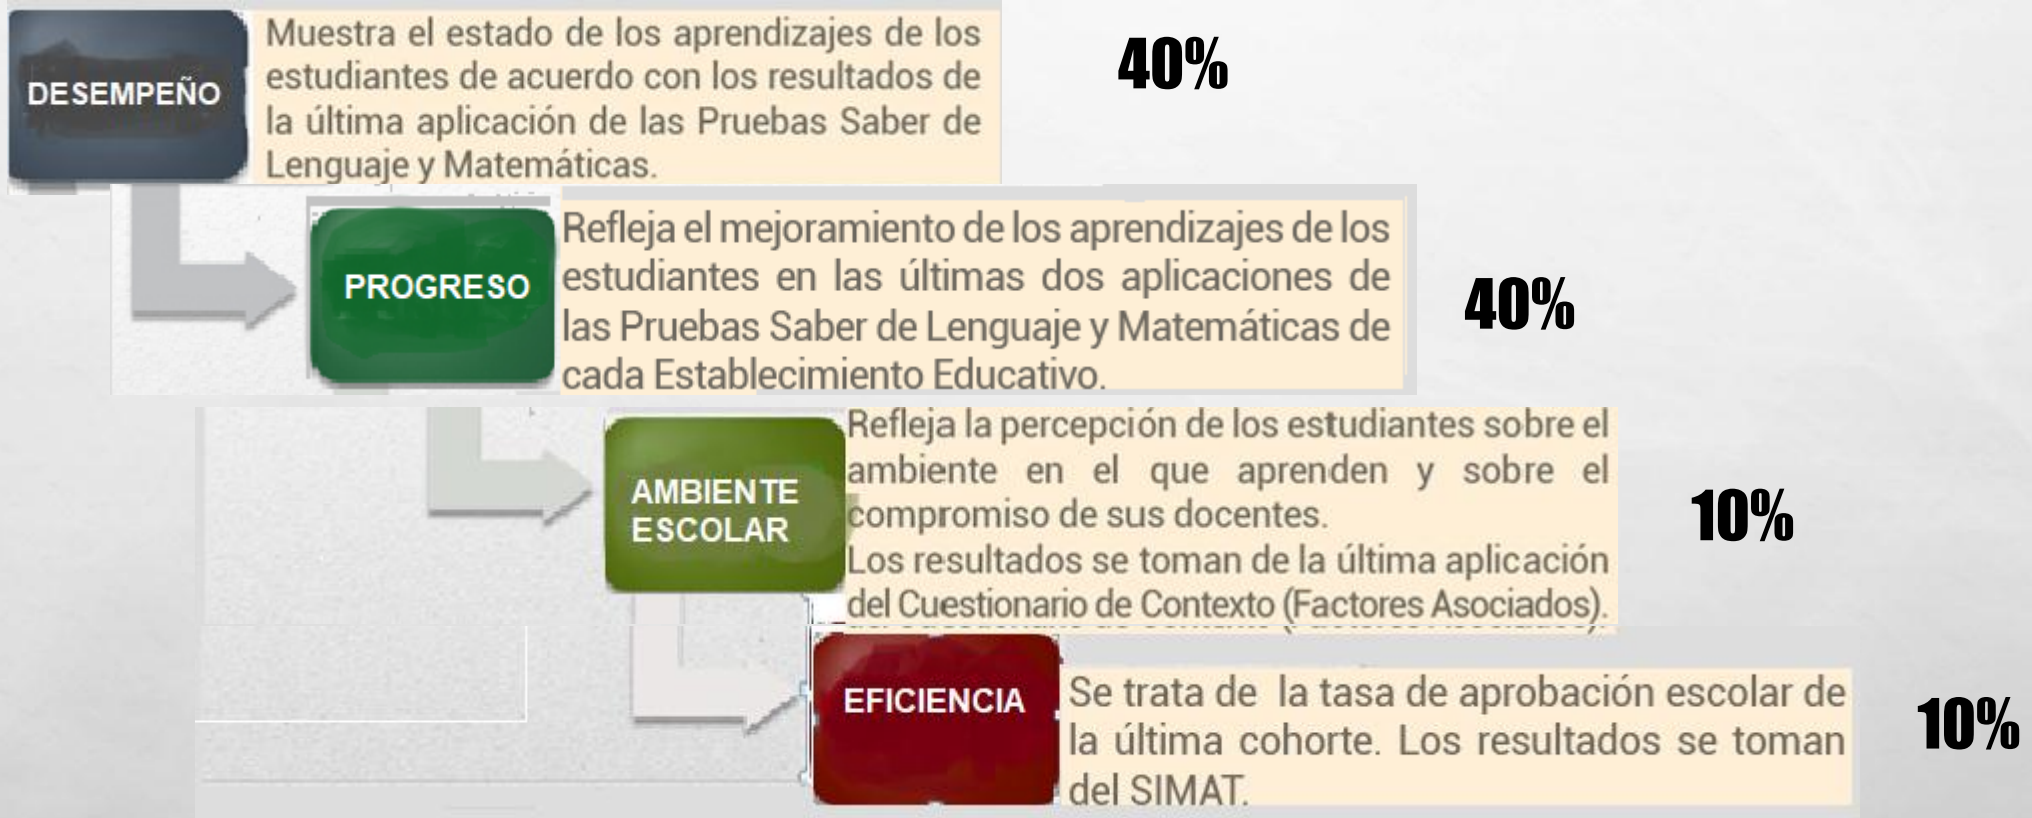 DESEMPEÑO
Muestra el estado de los aprendizajes de los
estudiantes de acuerdo con los resultados de
la última aplicación de las Pruebas Saber de
Lenguaje y Matemáticas.
40%
PROGRESO
Refleja el mejoramiento de los aprendizajes de los
estudiantes en las últimas dos aplicaciones de
las Pruebas Saber de Lenguaje y Matemáticas de
cada Establecimiento Educativo.
40%
AMBIENTE
ESCOLAR
Refleja la percepción de los estudiantes sobre el
ambiente en el que aprenden y sobre el
compromiso de sus docentes.
Los resultados se toman de la última aplicación
del Cuestionario de Contexto (Factores Asociados).
10%
EFICIENCIA
Se trata de la tasa de aprobación escolar de
la última cohorte. Los resultados se toman
del SIMAT.
10%